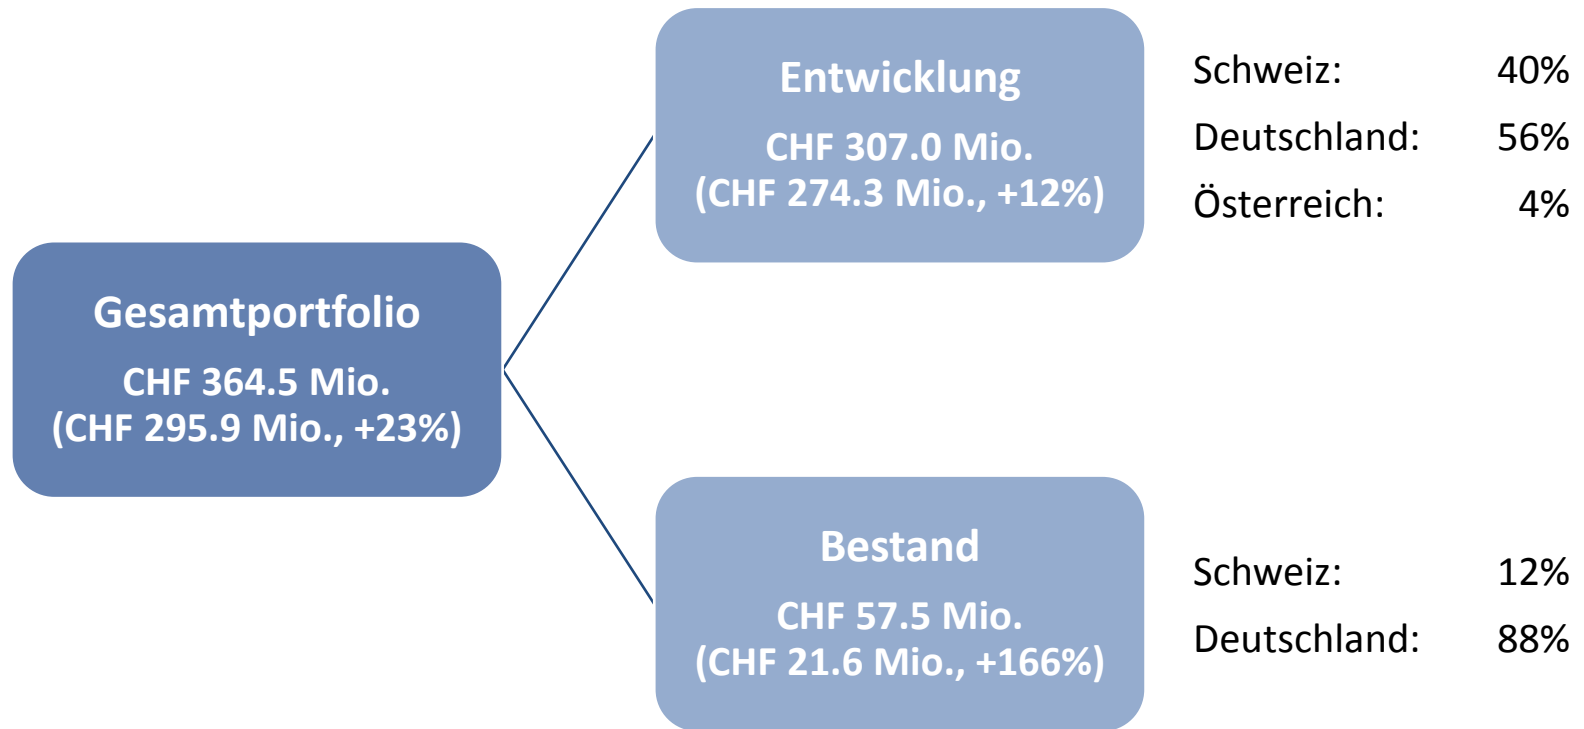 Gesamtportfolio
CHF 364.5 Mio.
(CHF 295.9 Mio., +23%)
Entwicklung
CHF 307.0 Mio.
(CHF 274.3 Mio., +12%)
Schweiz: 40%
Deutschland: 56%
Österreich: 4%
Bestand
CHF 57.5 Mio.
(CHF 21.6 Mio., +166%)
Schweiz: 12%
Deutschland: 88%